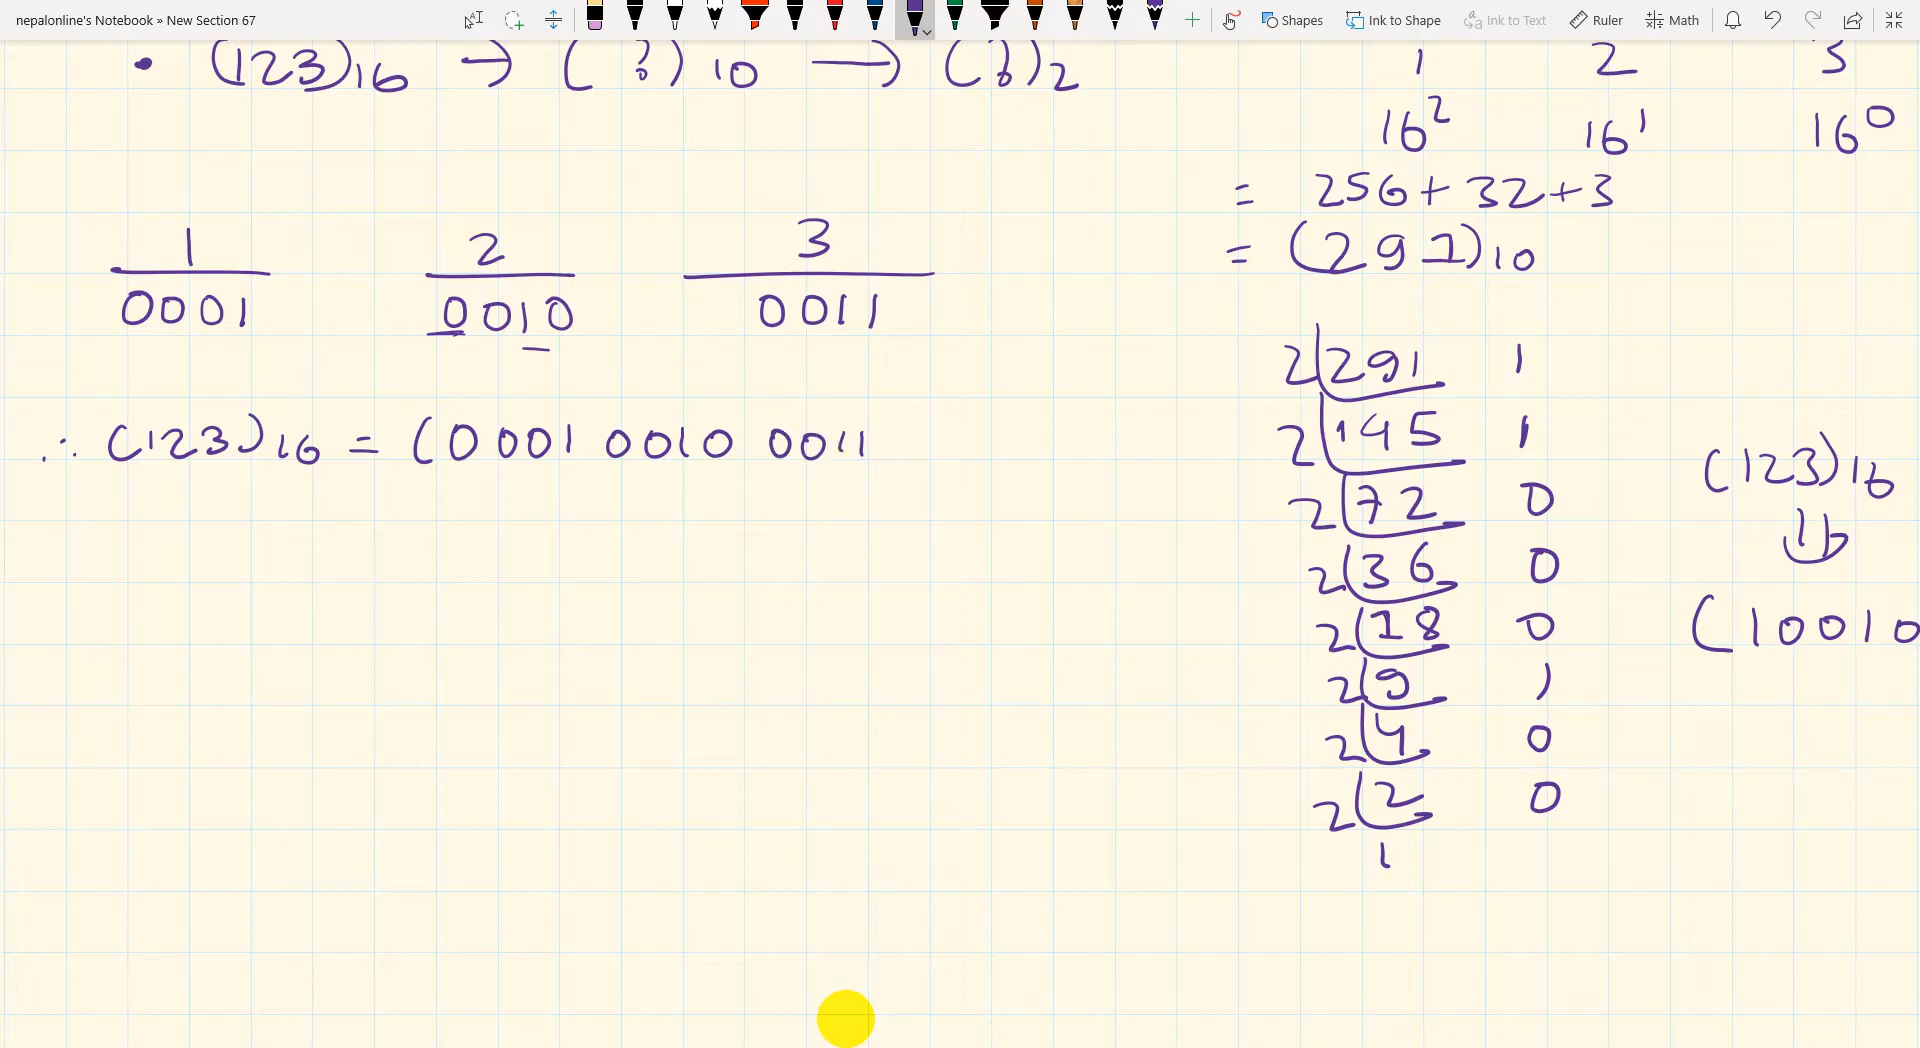 nepalonline's Notebook » New Section 67
Shapes Ink to Shape Ink to Text Ruler Math
• (123)16 → (?)10 → (?)2
1 2 3
16² 16¹ 16⁰
= 256 + 32 + 3
= (291)10
1 2 3
0001 0010 0011
∴ (123)16 = (0001 0010 0011
2 291 1
2 145 1
2 72 0
2 36 0
2 18 0
2 9 1
2 4 0
2 2 0
1
(123)16
(10010